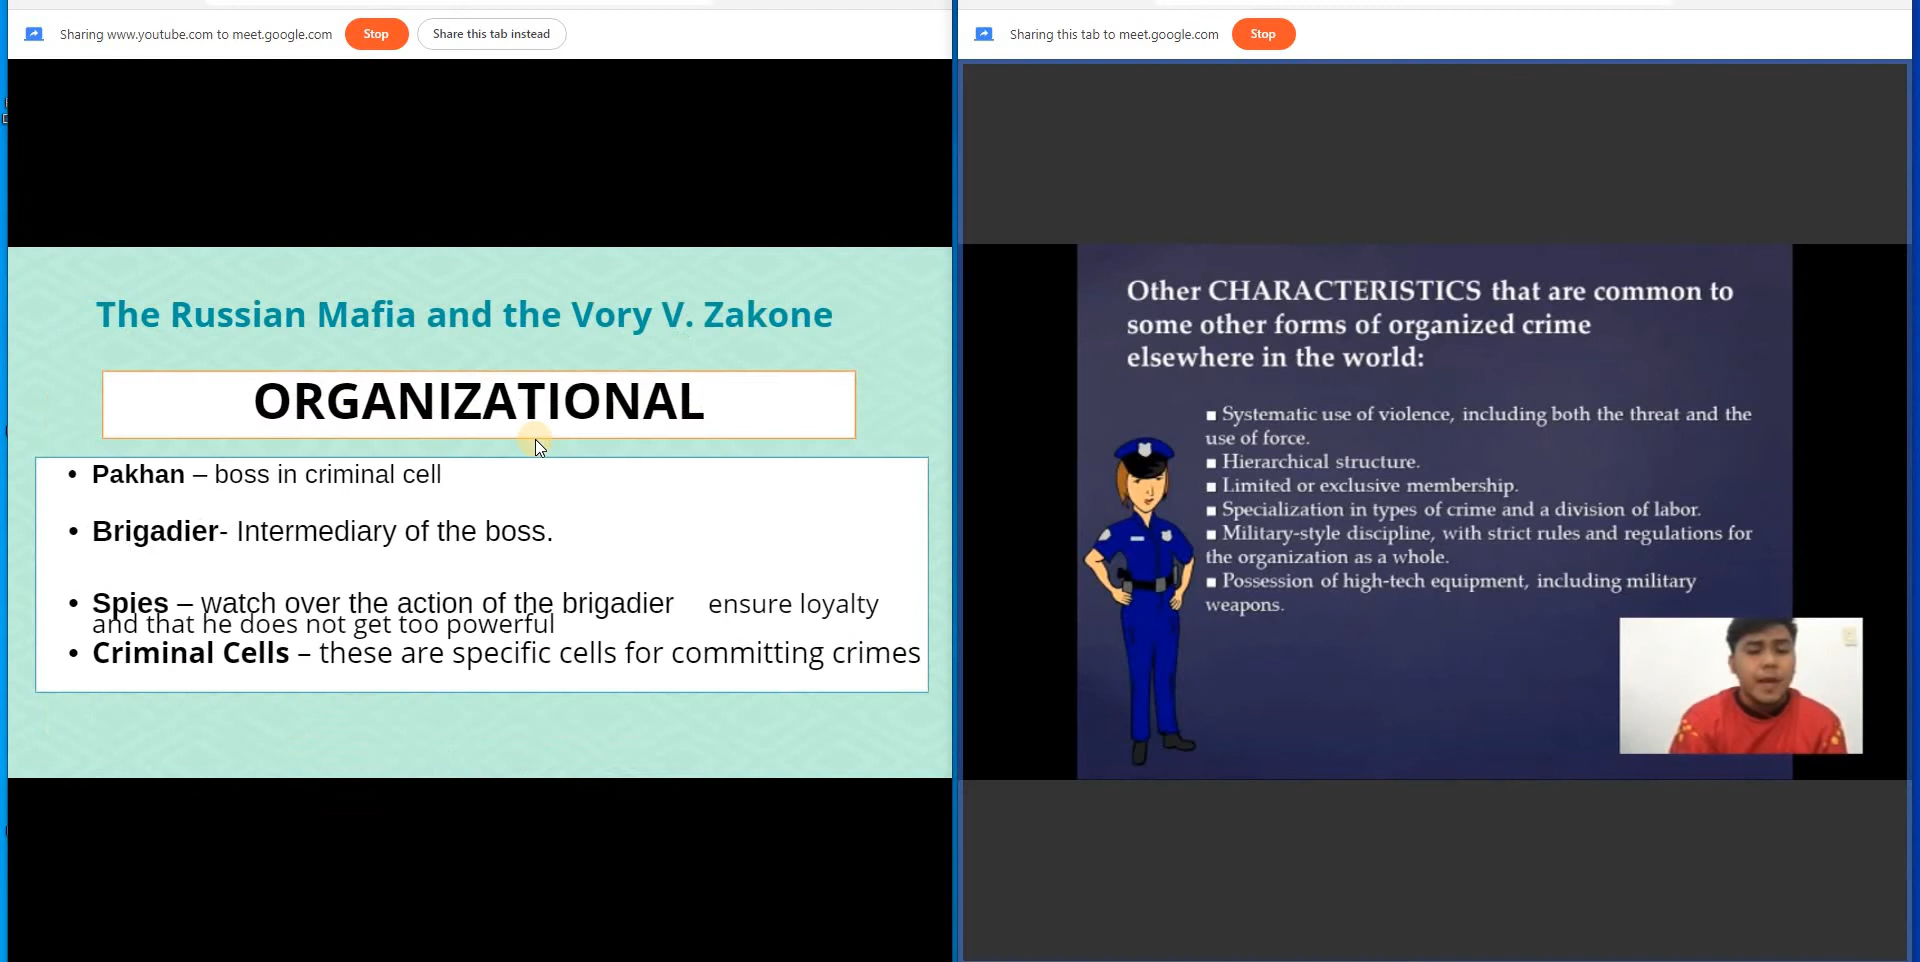 Sharing www.youtube.com to meet.google.com Stop Share this tab instead
The Russian Mafia and the Vory V. Zakone
ORGANIZATIONAL
• Pakhan – boss in criminal cell
• Brigadier- Intermediary of the boss.
• Spies – watch over the action of the brigadier ensure loyalty
and that he does not get too powerful
• Criminal Cells – these are specific cells for committing crimes
Sharing this tab to meet.google.com Stop
Other CHARACTERISTICS that are common to
some other forms of organized crime
elsewhere in the world:
■ Systematic use of violence, including both the threat and the
use of force.
■ Hierarchical structure.
■ Limited or exclusive membership.
■ Specialization in types of crime and a division of labor.
■ Military-style discipline, with strict rules and regulations for
the organization as a whole.
■ Possession of high-tech equipment, including military
weapons.